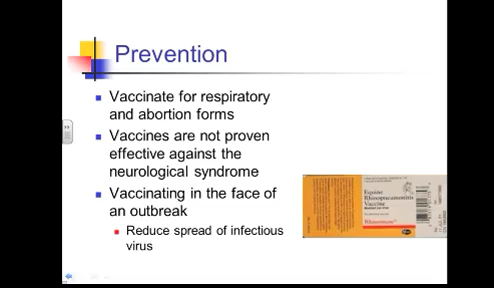 Prevention
Vaccinate for respiratory
and abortion forms
Vaccines are not proven
effective against the
neurological syndrome
Vaccinating in the face of
an outbreak
Reduce spread of infectious
virus
Equine
Rhinopneumonitis
Vaccine